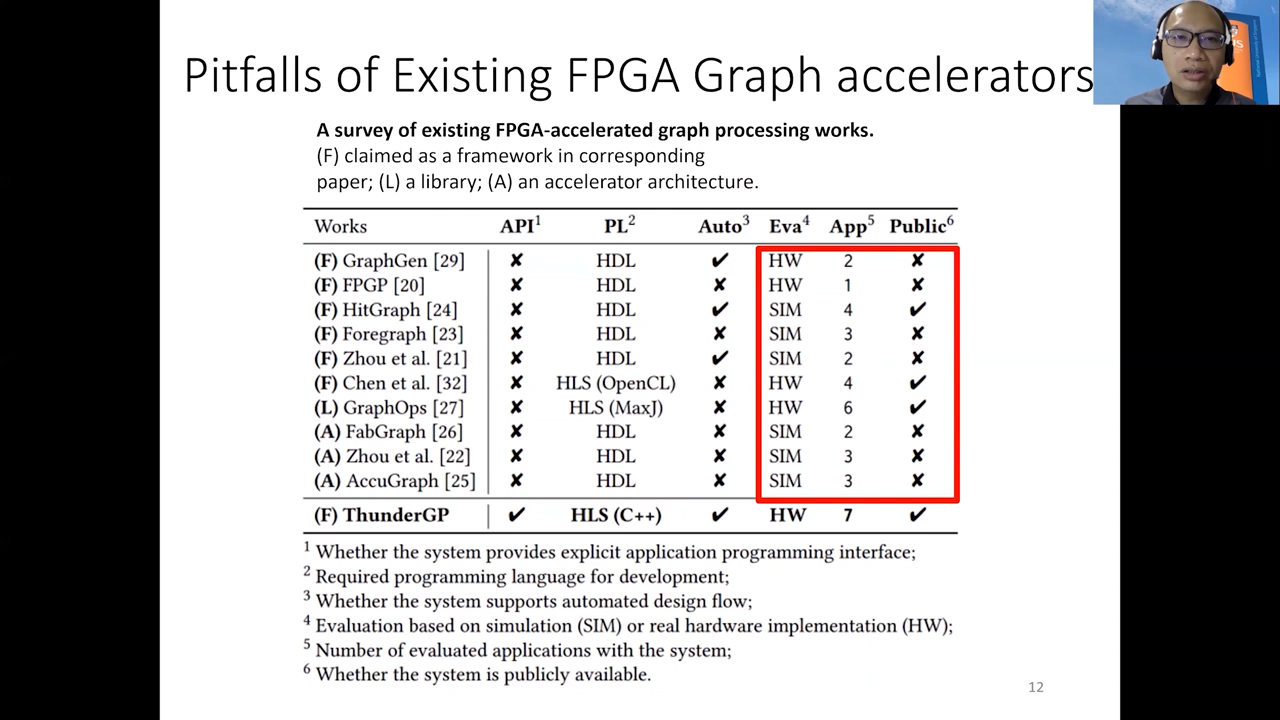 Pitfalls of Existing FPGA Graph accelerators
A survey of existing FPGA-accelerated graph processing works.
(F) claimed as a framework in corresponding
paper; (L) a library; (A) an accelerator architecture.
Works API1 PL2 Auto3 Eva4 App5 Public6
(F) GraphGen [29] ✘ HDL ✔ HW 2 ✘
(F) FPGP [20] ✘ HDL ✘ HW 1 ✘
(F) HitGraph [24] ✘ HDL ✔ SIM 4 ✔
(F) Foregraph [23] ✘ HDL ✘ SIM 3 ✘
(F) Zhou et al. [21] ✘ HDL ✔ SIM 2 ✘
(F) Chen et al. [32] ✘ HLS (OpenCL) ✘ HW 4 ✔
(L) GraphOps [27] ✘ HLS (MaxJ) ✘ HW 6 ✔
(A) FabGraph [26] ✘ HDL ✘ SIM 2 ✘
(A) Zhou et al. [22] ✘ HDL ✘ SIM 3 ✘
(A) AccuGraph [25] ✘ HDL ✘ SIM 3 ✘
(F) ThunderGP ✔ HLS (C++) ✔ HW 7 ✔
1 Whether the system provides explicit application programming interface;
2 Required programming language for development;
3 Whether the system supports automated design flow;
4 Evaluation based on simulation (SIM) or real hardware implementation (HW);
5 Number of evaluated applications with the system;
6 Whether the system is publicly available.
12